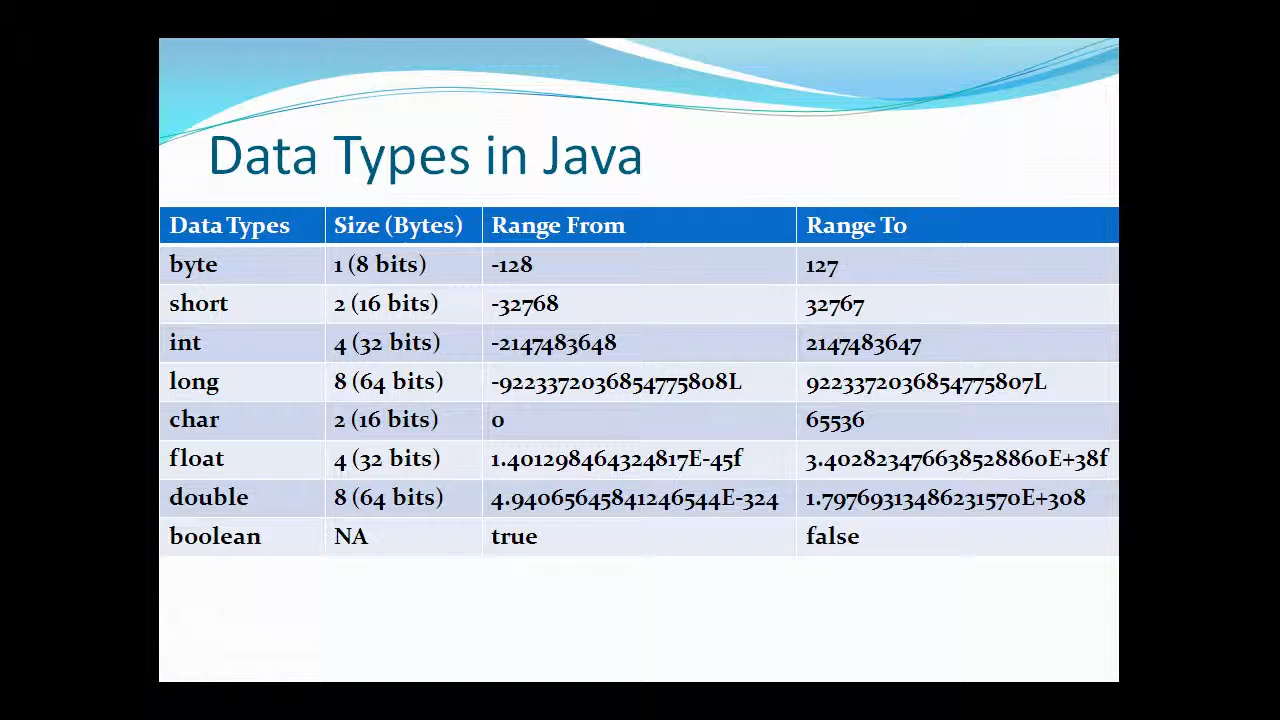 Data Types in Java
Data Types Size (Bytes) Range From Range To
byte 1 (8 bits) -128 127
short 2 (16 bits) -32768 32767
int 4 (32 bits) -2147483648 2147483647
long 8 (64 bits) -9223372036854775808L 9223372036854775807L
char 2 (16 bits) 0 65536
float 4 (32 bits) 1.401298464324817E-45f 3.402823476638528860E+38f
double 8 (64 bits) 4.94065645841246544E-324 1.79769313486231570E+308
boolean NA true false